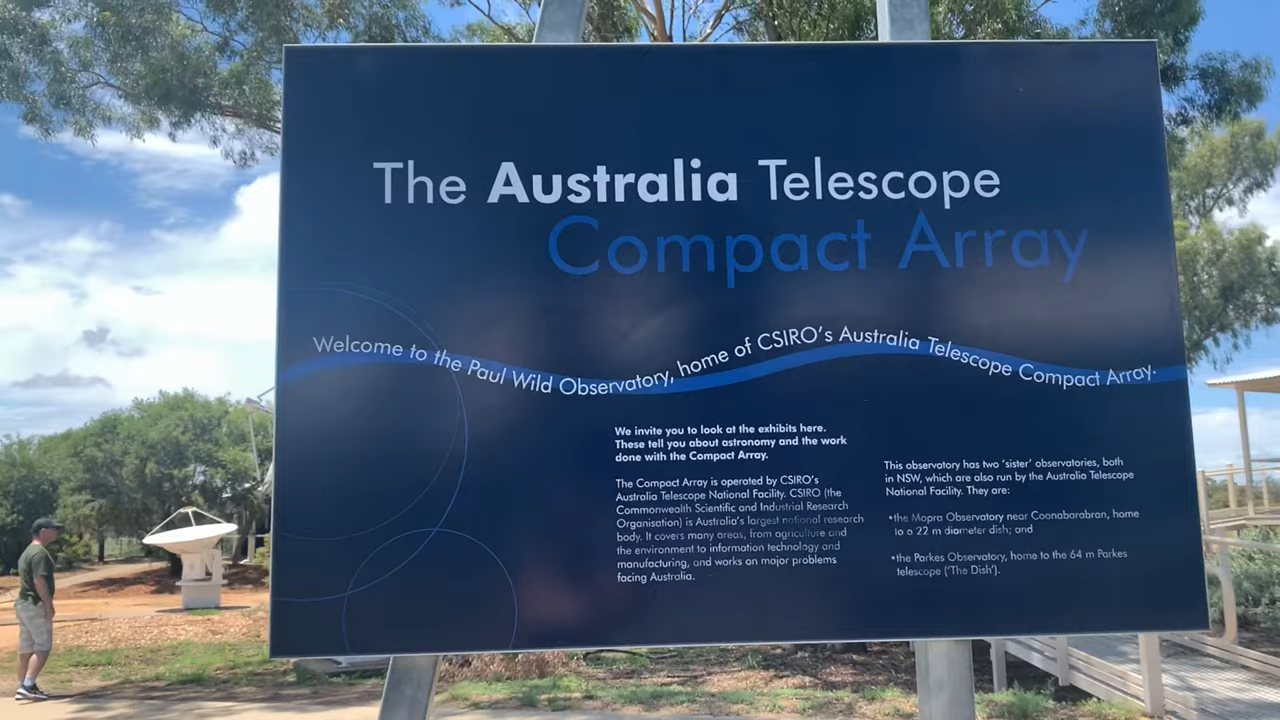 The Australia Telescope
Compact Array
Welcome to the Paul Wild Observatory, home of CSIRO's Australia Telescope Compact Array.
We invite you to look at the exhibits here.
These tell you about astronomy and the work
done with the Compact Array.
The Compact Array is operated by CSIRO's
Australia Telescope National Facility. CSIRO (the
Commonwealth Scientific and Industrial Research
Organisation) is Australia's largest national research
body. It covers many areas, from agriculture and
the environment to information technology and
manufacturing, and works on major problems
facing Australia.
This observatory has two 'sister' observatories, both
in NSW, which are also run by the Australia Telescope
National Facility. They are:
•the Mopra Observatory near Coonabarabran, home
to a 22 m diameter dish; and
•the Parkes Observatory, home to the 64 m Parkes
telescope ('The Dish').